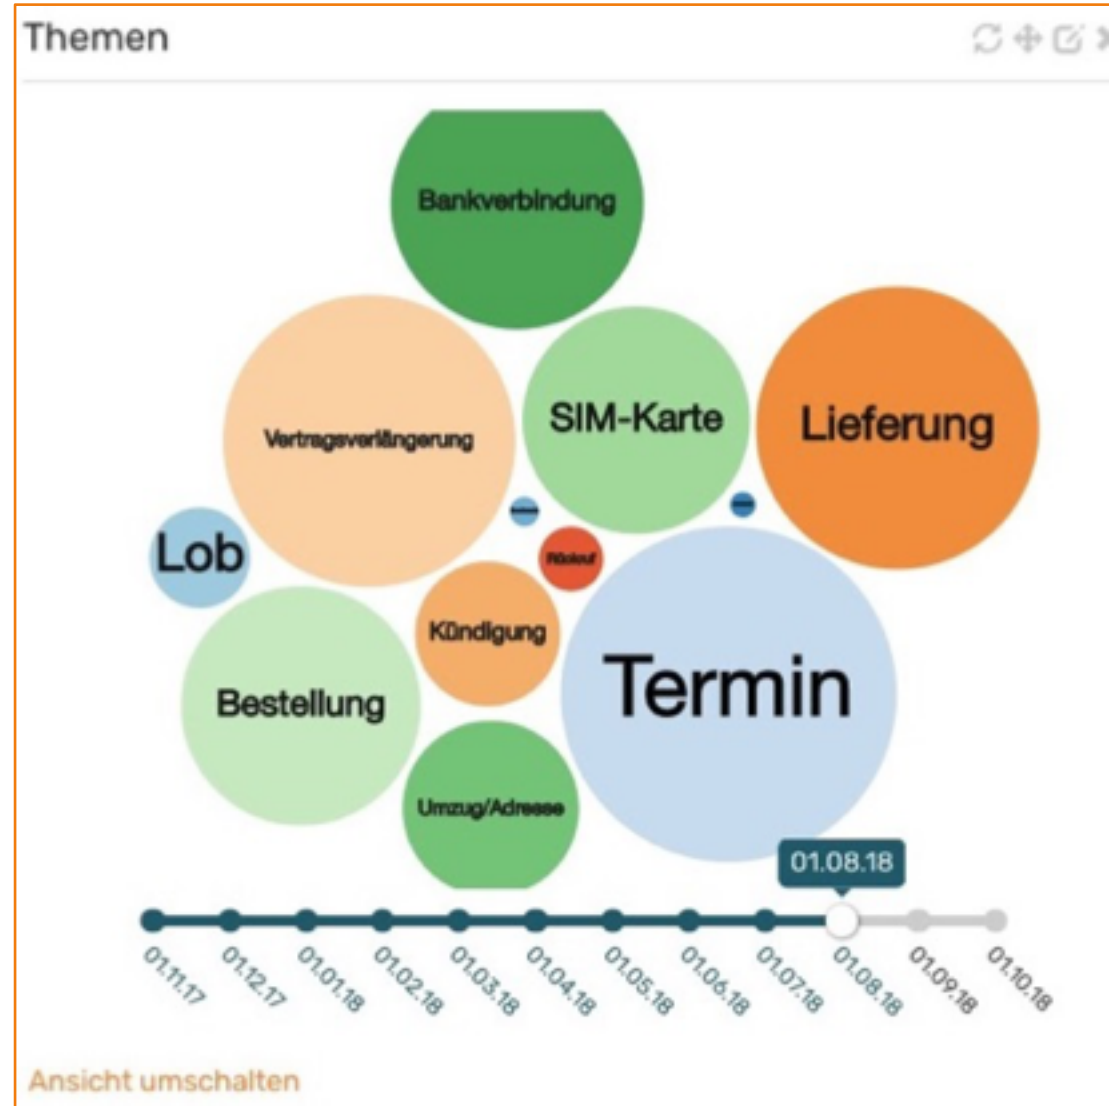 Themen
Bankverbindung
SIM-Karte
Lieferung
Vertragsverlängerung
Lob
Rückruf
Kündigung
Termin
Bestellung
Umzug/Adresse
01.08.18
01.11.17
01.12.17
01.01.18
01.02.18
01.03.18
01.04.18
01.05.18
01.06.18
01.07.18
01.08.18
01.09.18
01.10.18
Ansicht umschalten